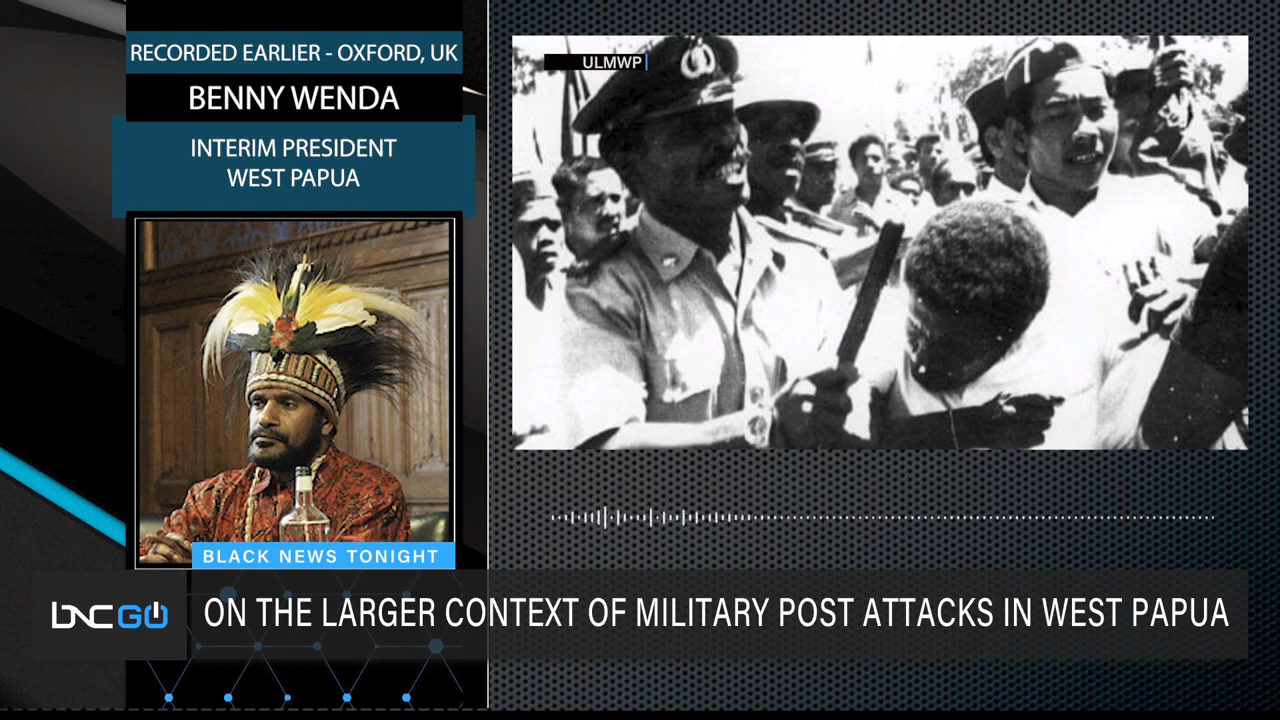 RECORDED EARLIER - OXFORD, UK
BENNY WENDA
INTERIM PRESIDENT
WEST PAPUA
ULMWP
BLACK NEWS TONIGHT
BNC GO
ON THE LARGER CONTEXT OF MILITARY POST ATTACKS IN WEST PAPUA